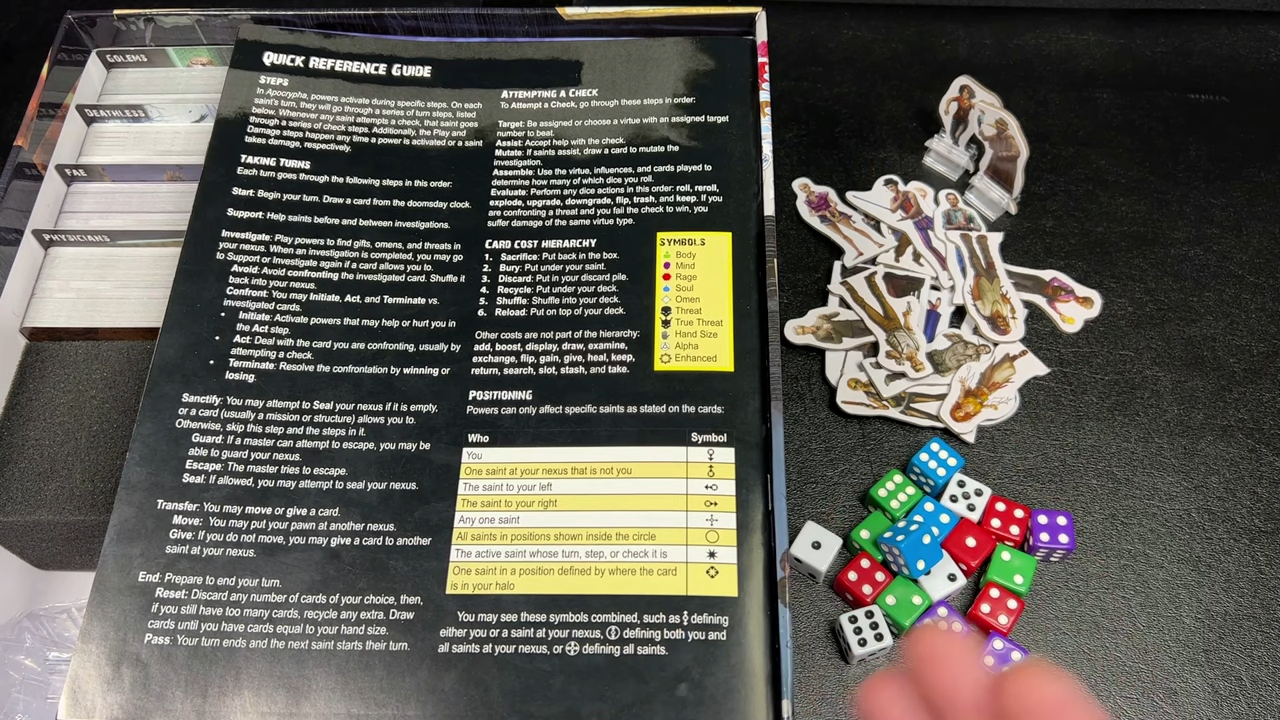 GOLEMS
DEATHLESS
FAE
PHYSICIANS
QUICK REFERENCE GUIDE
STEPS
In Apocrypha, powers activate during specific steps. On each
saint's turn, they will go through a series of turn steps, listed
below. Whenever any saint attempts a check, that saint goes
through a series of check steps. Additionally, the Play and
Damage steps happen any time a power is activated or a saint
takes damage, respectively.
TAKING TURNS
Each turn goes through the following steps in this order:
Start: Begin your turn. Draw a card from the doomsday clock.
Support: Help saints before and between investigations.
Investigate: Play powers to find gifts, omens, and threats in
your nexus. When an investigation is completed, you may go
to Support or Investigate again if a card allows you to.
Avoid: Avoid confronting the investigated card. Shuffle it
back into your nexus.
Confront: You may Initiate, Act, and Terminate vs.
investigated cards.
• Initiate: Activate powers that may help or hurt you in
the Act step.
• Act: Deal with the card you are confronting, usually by
attempting a check.
• Terminate: Resolve the confrontation by winning or
losing.
Sanctify: You may attempt to Seal your nexus if it is empty,
or a card (usually a mission or structure) allows you to.
Otherwise, skip this step and the steps in it.
Guard: If a master can attempt to escape, you may be
able to guard your nexus.
Escape: The master tries to escape.
Seal: If allowed, you may attempt to seal your nexus.
Transfer: You may move or give a card.
Move: You may put your pawn at another nexus.
Give: If you do not move, you may give a card to another
saint at your nexus.
End: Prepare to end your turn.
Reset: Discard any number of cards of your choice, then,
if you still have too many cards, recycle any extra. Draw
cards until you have cards equal to your hand size.
Pass: Your turn ends and the next saint starts their turn.
ATTEMPTING A CHECK
To Attempt a Check, go through these steps in order:
Target: Be assigned or choose a virtue with an assigned target
number to beat.
Assist: Accept help with the check.
Mutate: If saints assist, draw a card to mutate the
investigation.
Assemble: Use the virtue, influences, and cards played to
determine how many of which dice you roll.
Evaluate: Perform any dice actions in this order: roll, reroll,
explode, upgrade, downgrade, flip, trash, and keep. If you
are confronting a threat and you fail the check to win, you
suffer damage of the same virtue type.
CARD COST HIERARCHY
1. Sacrifice: Put back in the box.
2. Bury: Put under your saint.
3. Discard: Put in your discard pile.
4. Recycle: Put under your deck.
5. Shuffle: Shuffle into your deck.
6. Reload: Put on top of your deck.
Other costs are not part of the hierarchy:
add, boost, display, draw, examine,
exchange, flip, gain, give, heal, keep,
return, search, slot, stash, and take.
SYMBOLS
Body
Mind
Rage
Soul
Omen
Threat
True Threat
Hand Size
Alpha
Enhanced
POSITIONING
Powers can only affect specific saints as stated on the cards:
Who Symbol
You
One saint at your nexus that is not you
The saint to your left
The saint to your right
Any one saint
All saints in positions shown inside the circle
The active saint whose turn, step, or check it is
One saint in a position defined by where the card
is in your halo
You may see these symbols combined, such as defining
either you or a saint at your nexus, defining both you and
all saints at your nexus, or defining all saints.